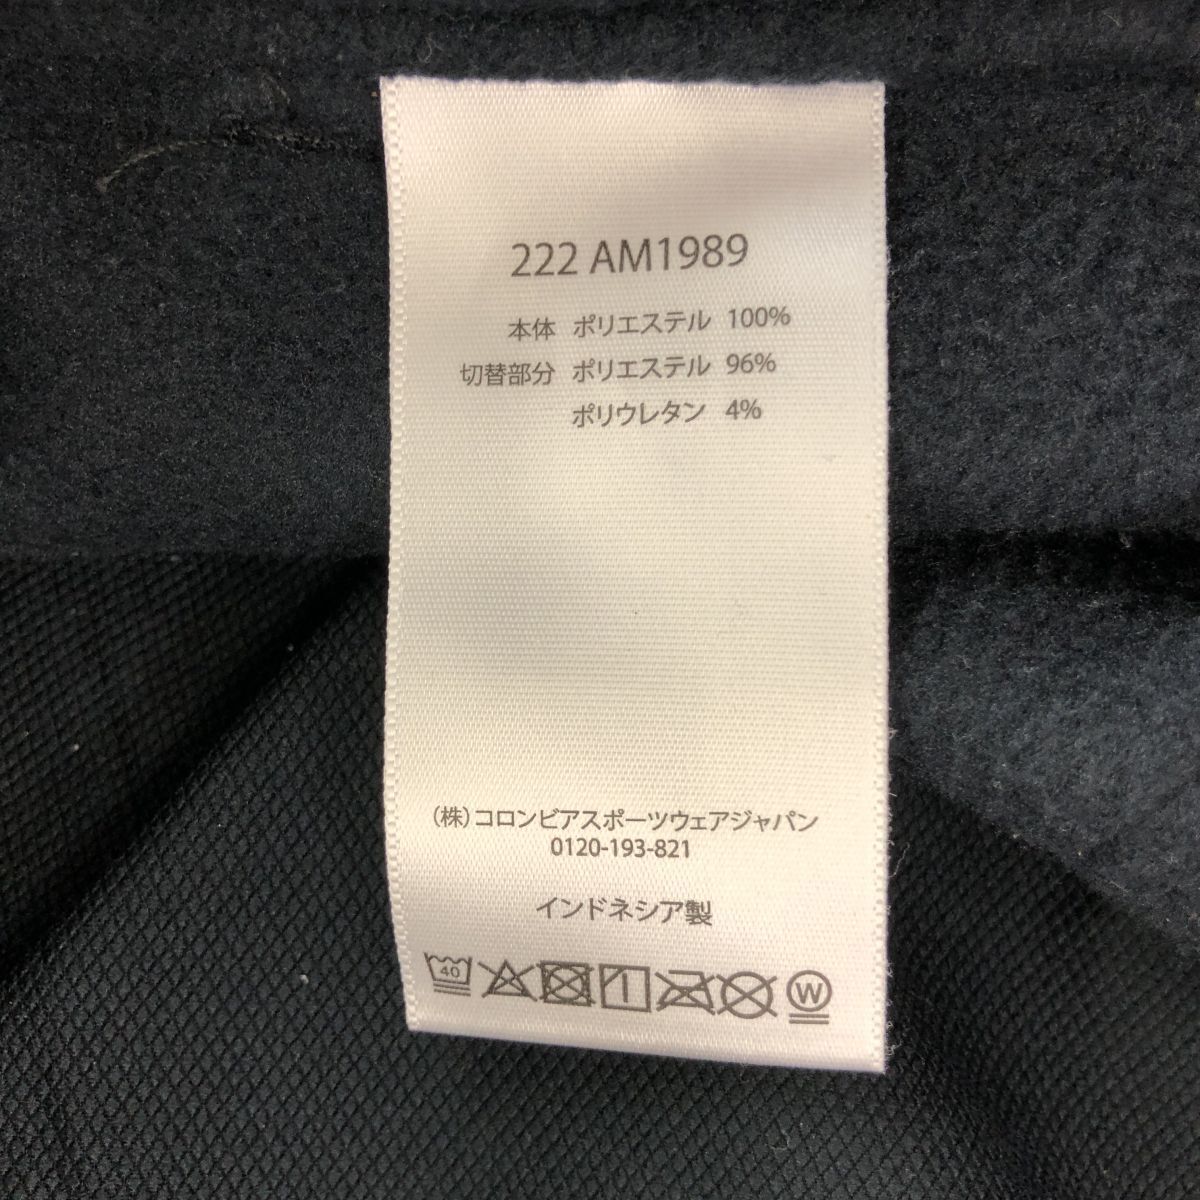 222 AM1989
本体 ポリエステル 100%
切替部分 ポリエステル 96%
ポリウレタン 4%
(株)コロンビアスポーツウェアジャパン
0120-193-821
インドネシア製
40 W